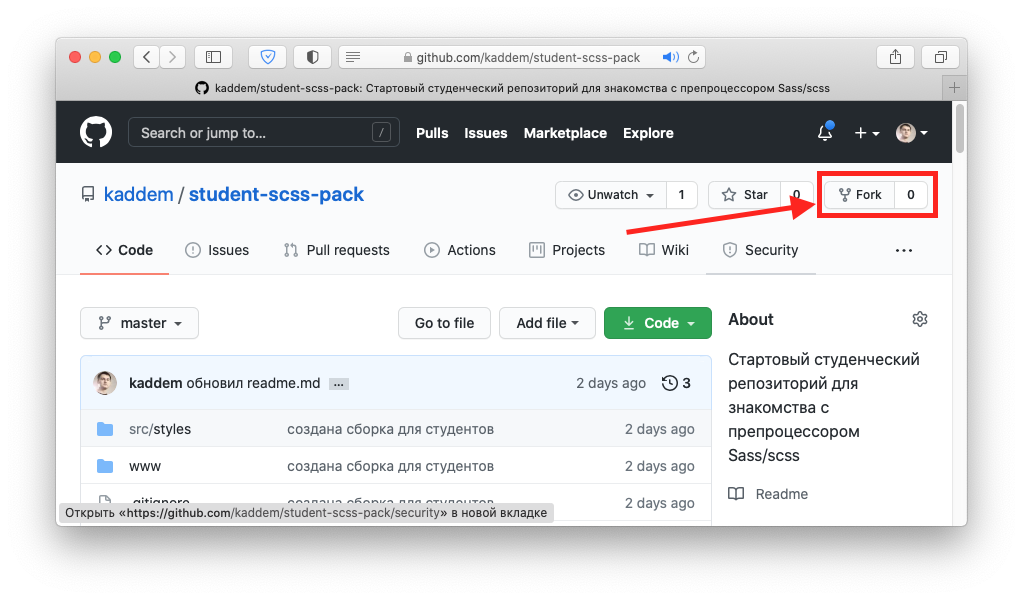 github.com/kaddem/student-scss-pack
kaddem/student-scss-pack: Стартовый студенческий репозиторий для знакомства с препроцессором Sass/scss
Search or jump to... / Pulls Issues Marketplace Explore
kaddem / student-scss-pack Unwatch 1 Star 0 Fork 0
Code Issues Pull requests Actions Projects Wiki Security ...
master Go to file Add file Code
kaddem обновил readme.md ... 2 days ago 3
src/styles создана сборка для студентов 2 days ago
www создана сборка для студентов 2 days ago
.gitignore создана сборка для студентов 2 days ago
Открыть «https://github.com/kaddem/student-scss-pack/security» в новой вкладке
About
Стартовый студенческий
репозиторий для
знакомства с
препроцессором
Sass/scss
Readme